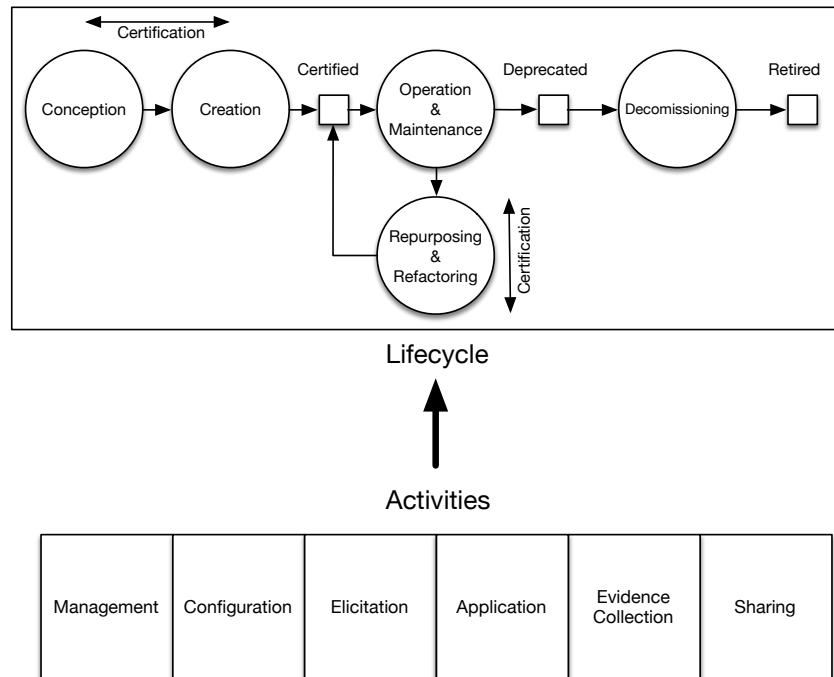 Certification
Certified
Deprecated
Retired
Conception
Creation
Operation
&
Maintenance
Decomissioning
Repurposing
&
Refactoring
Certification
Lifecycle
Activities
Management
Configuration
Elicitation
Application
Evidence
Collection
Sharing